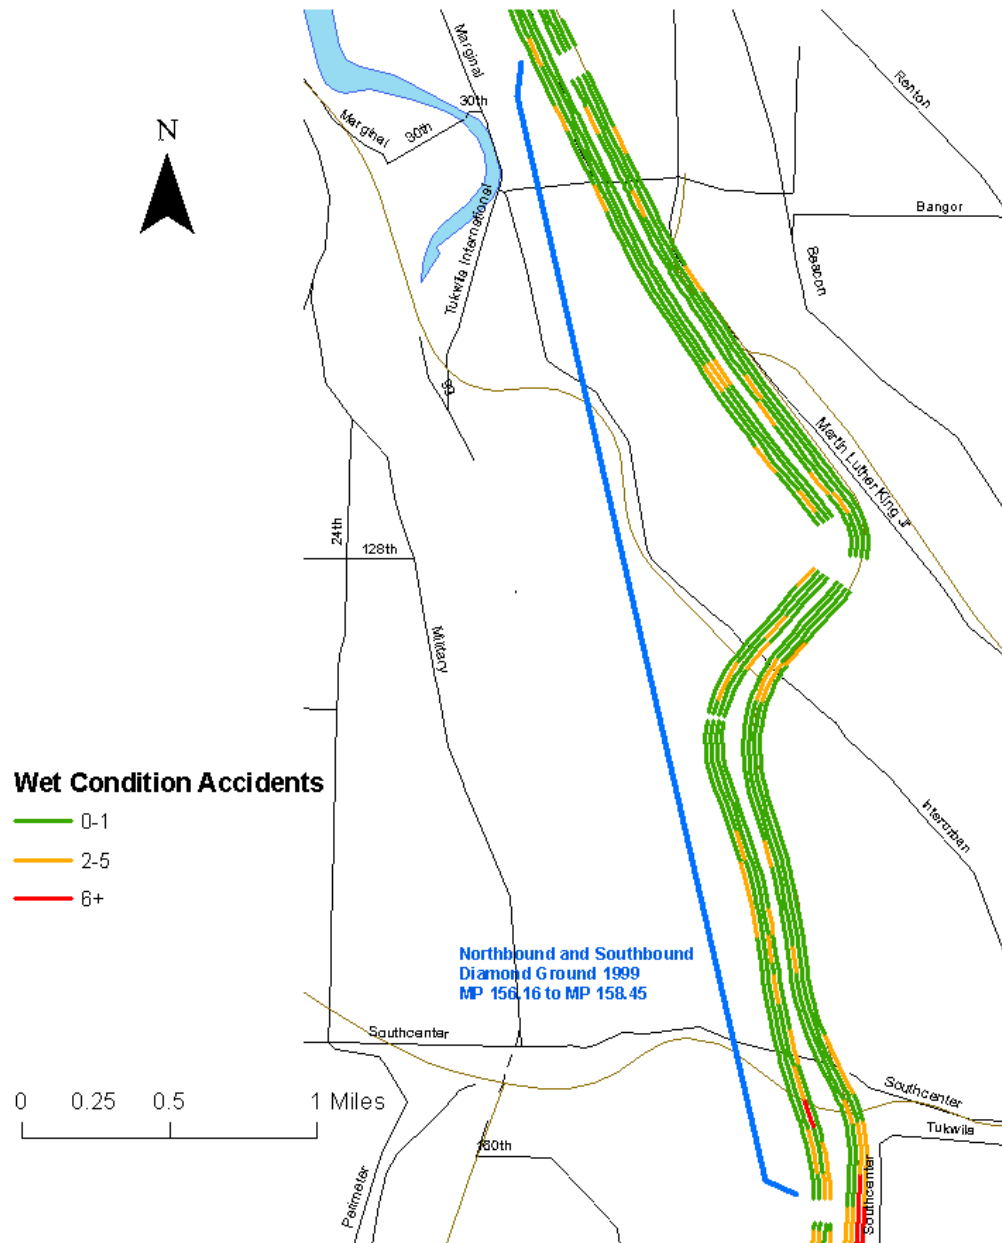 Marginal
Renton
30th
N
Marginal
30th
Bangor
Tukwila International
Beacon
Martin Luther King Jr
24th
128th
Military
Wet Condition Accidents
0-1
2-5
6+
Interurban
Northbound and Southbound
Diamond Ground 1999
MP 156.16 to MP 158.45
Southcenter
0 0.25 0.5 1 Miles
Southcenter
Tukwila
160th
Perimeter
Southcenter